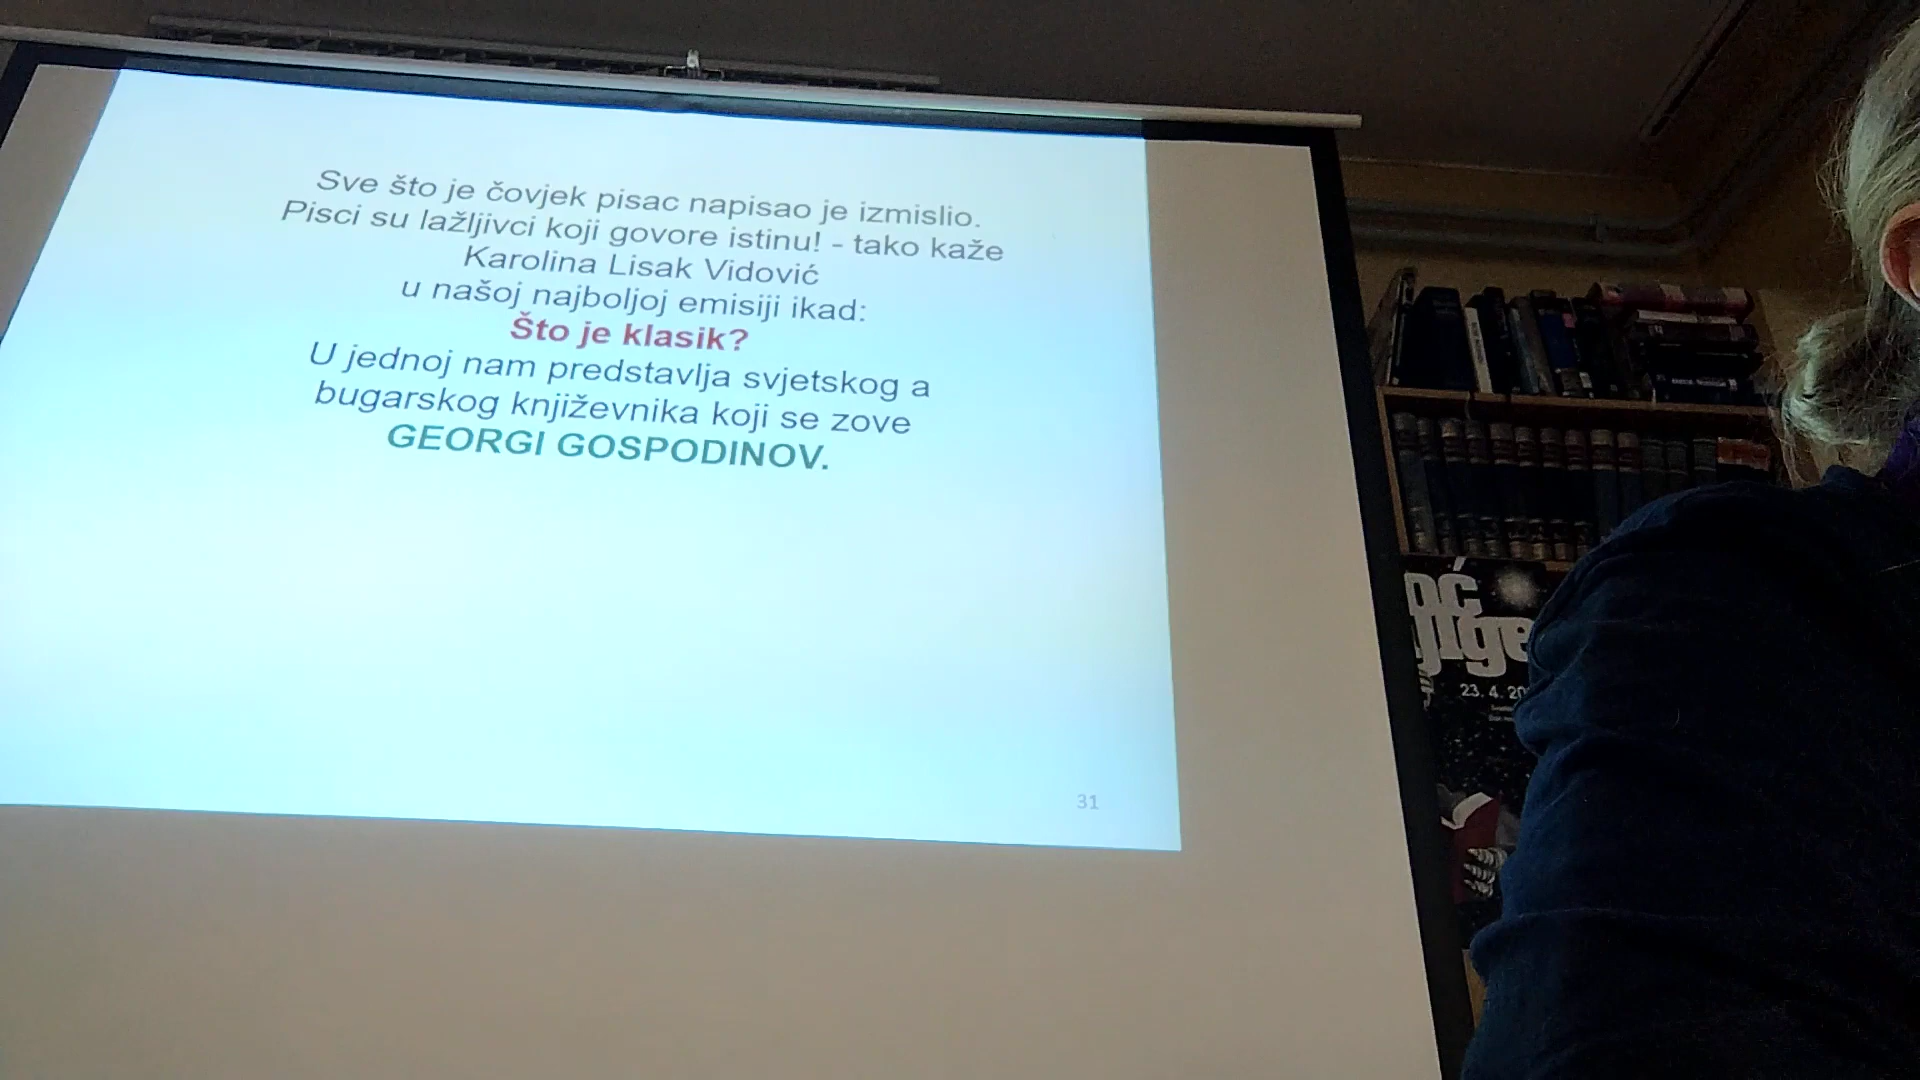 Sve što je čovjek pisac napisao je izmislio.
Pisci su lažljivci koji govore istinu! - tako kaže
Karolina Lisak Vidović
u našoj najboljoj emisiji ikad:
Što je klasik?
U jednoj nam predstavlja svjetskog a
bugarskog književnika koji se zove
GEORGI GOSPODINOV.
31
23. 4. 20